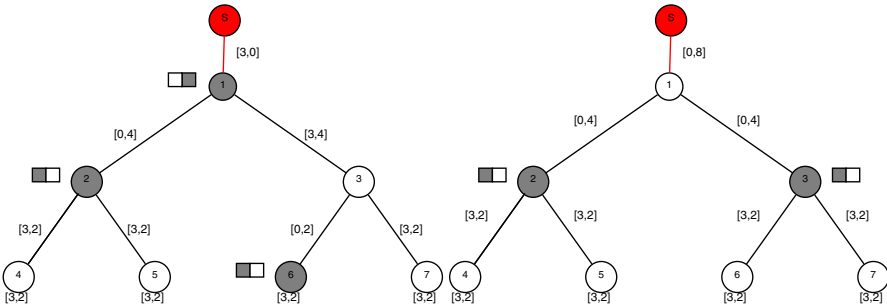 S S
[3,0] [0,8]
1 1
[0,4] [3,4] [0,4] [0,4]
2 3 2 3
[3,2] [3,2] [0,2] [3,2] [3,2] [3,2] [3,2] [3,2]
4 5 6 7 4 5 6 7
[3,2] [3,2] [3,2] [3,2] [3,2] [3,2] [3,2] [3,2]